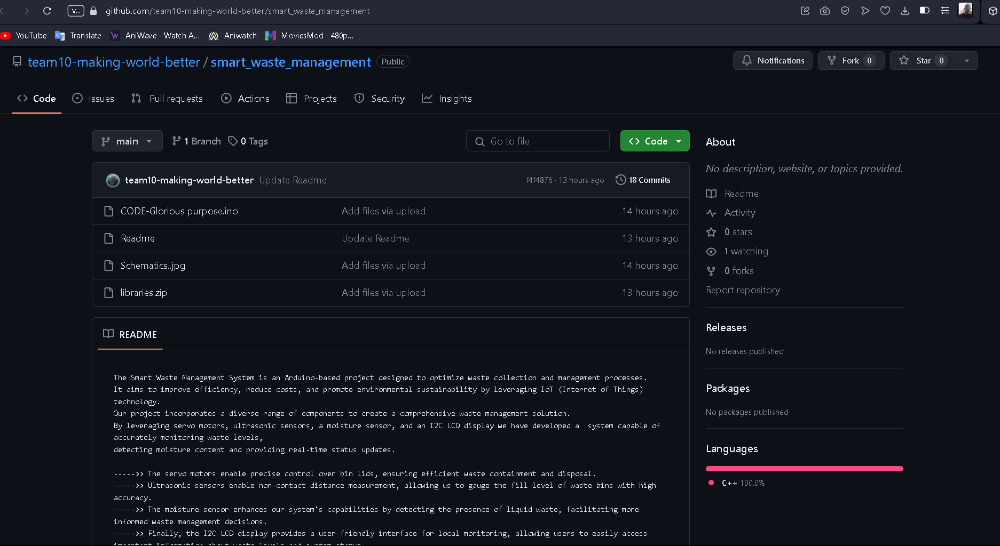 V...
github.com/team10-making-world-better/smart_waste_management
YouTube
Translate
AniWave - Watch A...
Aniwatch
MoviesMod - 480p...
team10-making-world-better / smart_waste_management
Public
Notifications
Fork 0
Star 0
Code
Issues
Pull requests
Actions
Projects
Security
Insights
main
1 Branch
0 Tags
Go to file
Code
team10-making-world-better Update Readme
f4f4876 · 13 hours ago
18 Commits
CODE-Glorious purpose.ino Add files via upload 14 hours ago
Readme Update Readme 13 hours ago
Schematics..jpg Add files via upload 14 hours ago
libraries.zip Add files via upload 13 hours ago
README
The Smart Waste Management System is an Arduino-based project designed to optimize waste collection and management processes.
It aims to improve efficiency, reduce costs, and promote environmental sustainability by leveraging IoT (Internet of Things)
technology.
Our project incorporates a diverse range of components to create a comprehensive waste management solution.
By leveraging servo motors, ultrasonic sensors, a moisture sensor, and an I2C LCD display we have developed a  system capable of
accurately monitoring waste levels,
detecting moisture content and providing real-time status updates.
----->> The servo motors enable precise control over bin lids, ensuring efficient waste containment and disposal.
----->> Ultrasonic sensors enable non-contact distance measurement, allowing us to gauge the fill level of waste bins with high
accuracy.
----->> The moisture sensor enhances our system's capabilities by detecting the presence of liquid waste, facilitating more
informed waste management decisions.
----->> Finally, the I2C LCD display provides a user-friendly interface for local monitoring, allowing users to easily access
important information about waste levels and system status.
About
No description, website, or topics provided.
Readme
Activity
0 stars
1 watching
0 forks
Report repository
Releases
No releases published
Packages
No packages published
Languages
C++ 100.0%